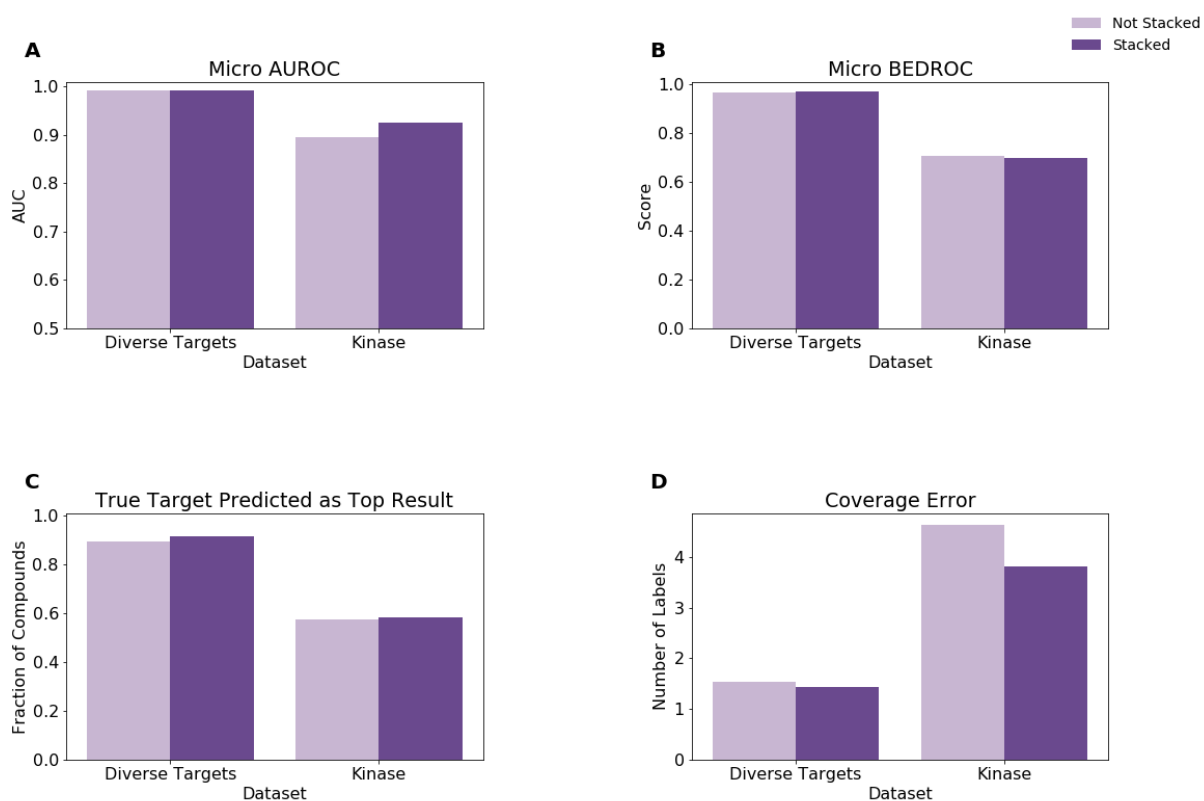 Not Stacked
Stacked
A
Micro AUROC
1.0
0.9
0.8
0.7
0.6
0.5
AUC
Diverse Targets
Kinase
Dataset
B
Micro BEDROC
1.0
0.8
0.6
0.4
0.2
0.0
Score
Diverse Targets
Kinase
Dataset
C
True Target Predicted as Top Result
1.0
0.8
0.6
0.4
0.2
0.0
Fraction of Compounds
Diverse Targets
Kinase
Dataset
D
Coverage Error
4
3
2
1
0
Number of Labels
Diverse Targets
Kinase
Dataset